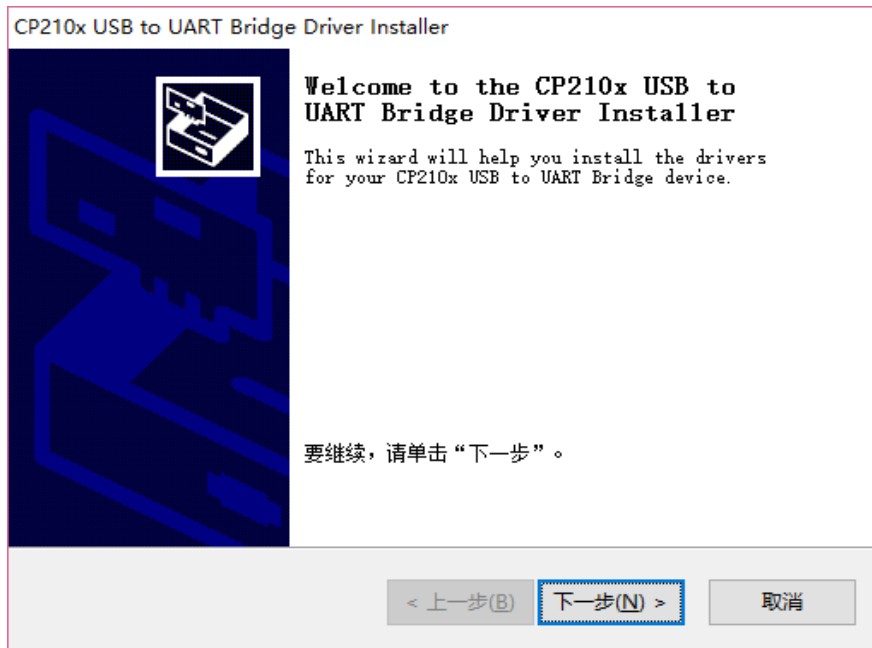 CP210x USB to UART Bridge Driver Installer
Welcome to the CP210x USB to
UART Bridge Driver Installer
This wizard will help you install the drivers
for your CP210x USB to UART Bridge device.
要继续，请单击“下一步”。
< 上一步(B)
下一步(N) >
取消